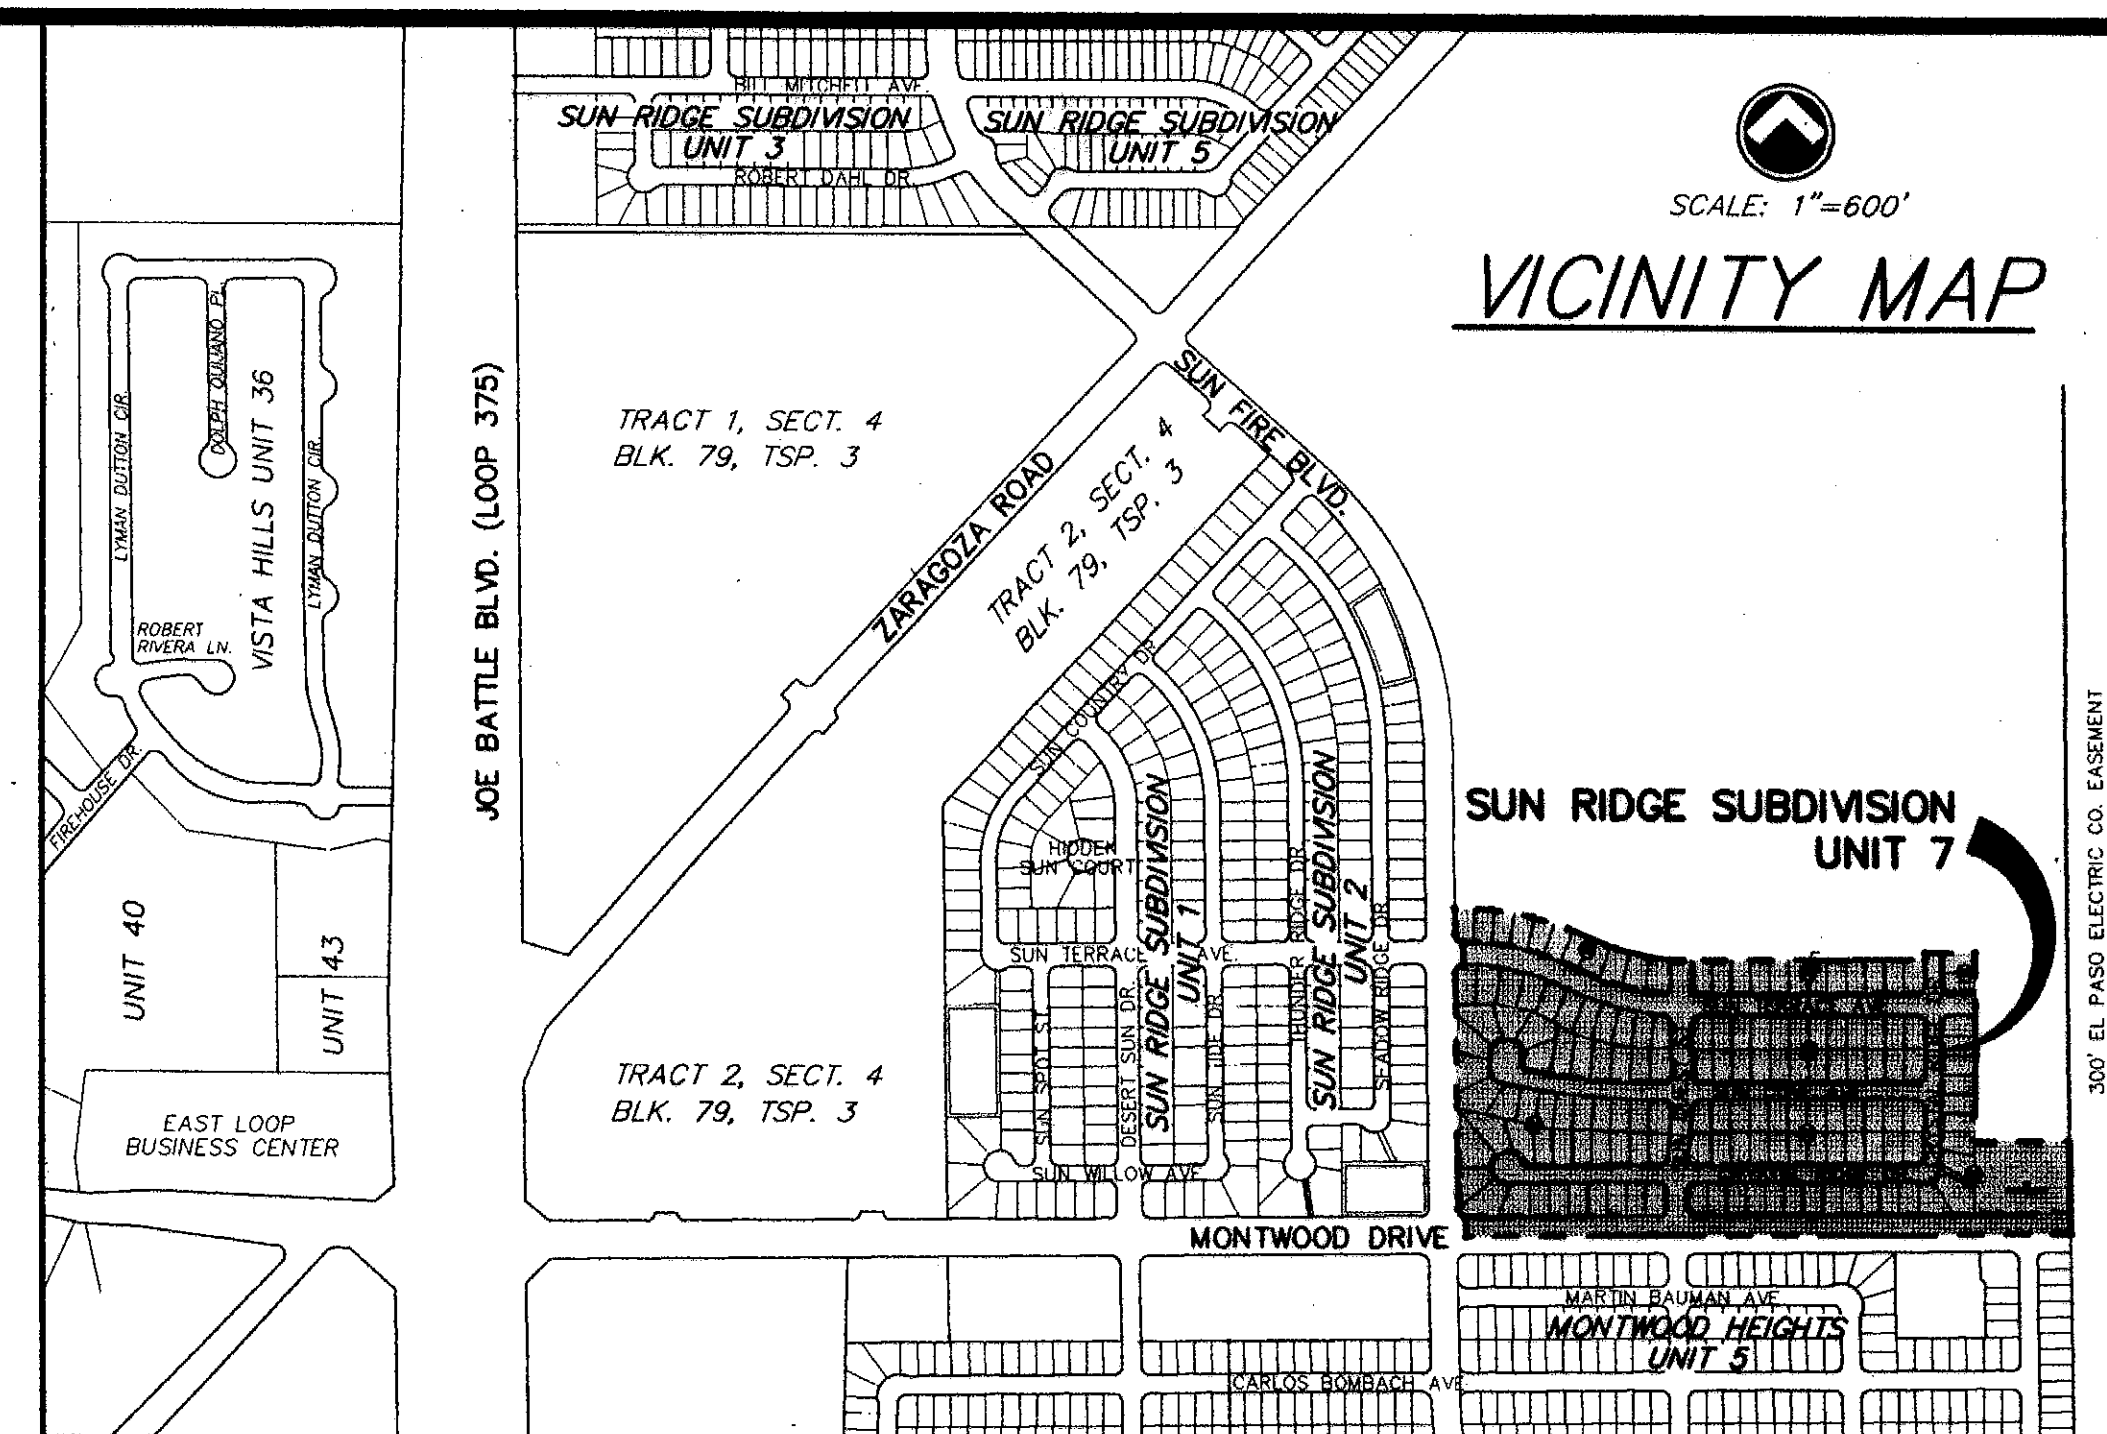 BILL MITCHELL AVE.
SUN RIDGE SUBDIVISION
UNIT 3
ROBERT DAHL DR.
SUN RIDGE SUBDIVISION
UNIT 5
SCALE: 1"=600'
VICINITY MAP
LYMAN DUTTON CIR.
DOLPH QUIJANO PL.
VISTA HILLS UNIT 36
LYMAN DUTTON CIR.
ROBERT
RIVERA LN.
FIREHOUSE DR.
JOE BATTLE BLVD. (LOOP 375)
TRACT 1, SECT. 4
BLK. 79, TSP. 3
ZARAGOZA ROAD
TRACT 2, SECT. 4
BLK. 79, TSP. 3
SUN FIRE BLVD.
SUN COUNTRY DR.
HIDDEN
SUN COURT
SUN RIDGE SUBDIVISION
UNIT 1
SUN RIDGE SUBDIVISION
UNIT 2
THUNDER RIDGE DR.
SEADOW RIDGE DR.
SUN TERRACE AVE.
SUN SPOT ST.
DESERT SUN DR.
SUN TIDE DR.
SUN WILLOW AVE.
SUN RIDGE SUBDIVISION
UNIT 7
300' EL PASO ELECTRIC CO. EASEMENT
UNIT 40
UNIT 43
EAST LOOP
BUSINESS CENTER
TRACT 2, SECT. 4
BLK. 79, TSP. 3
MONTWOOD DRIVE
MARTIN BAUMAN AVE
MONTWOOD HEIGHTS
UNIT 5
CARLOS BOMBACH AVE